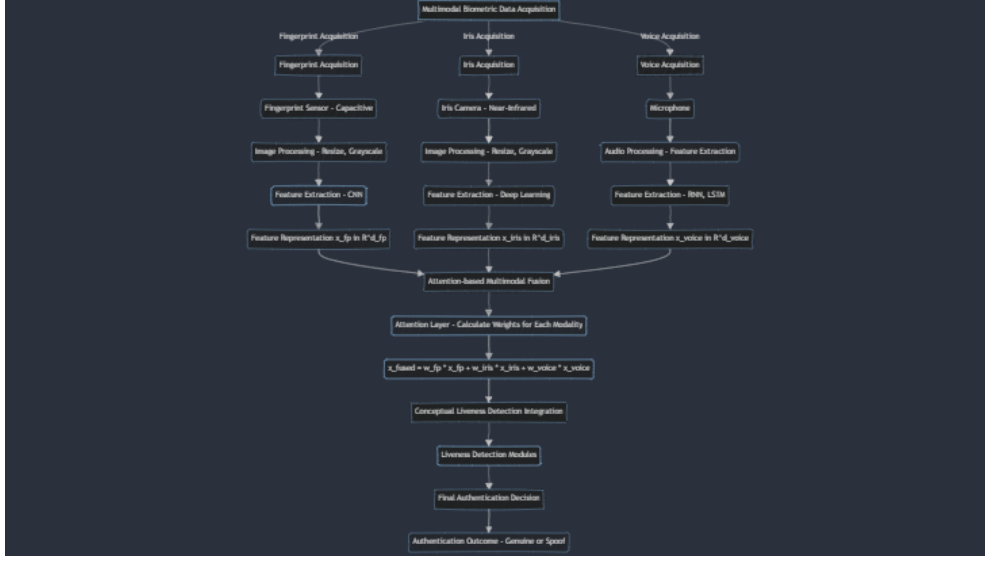 Multimodal Biometric Data Acquisition
Fingerprint Acquisition
Iris Acquisition
Voice Acquisition
Fingerprint Acquisition
Iris Acquisition
Voice Acquisition
Fingerprint Sensor - Capacitive
Iris Camera - Near-Infrared
Microphone
Image Processing - Resize, Grayscale
Image Processing - Resize, Grayscale
Audio Processing - Feature Extraction
Feature Extraction - CNN
Feature Extraction - Deep Learning
Feature Extraction - RNN, LSTM
Feature Representation x_fp in R^d_fp
Feature Representation x_iris in R^d_iris
Feature Representation x_voice in R^d_voice
Attention-based Multimodal Fusion
Attention Layer - Calculate Weights for Each Modality
x_fused = w_fp * x_fp + w_iris * x_iris + w_voice * x_voice
Conceptual Liveness Detection Integration
Liveness Detection Modules
Final Authentication Decision
Authentication Outcome - Genuine or Spoof